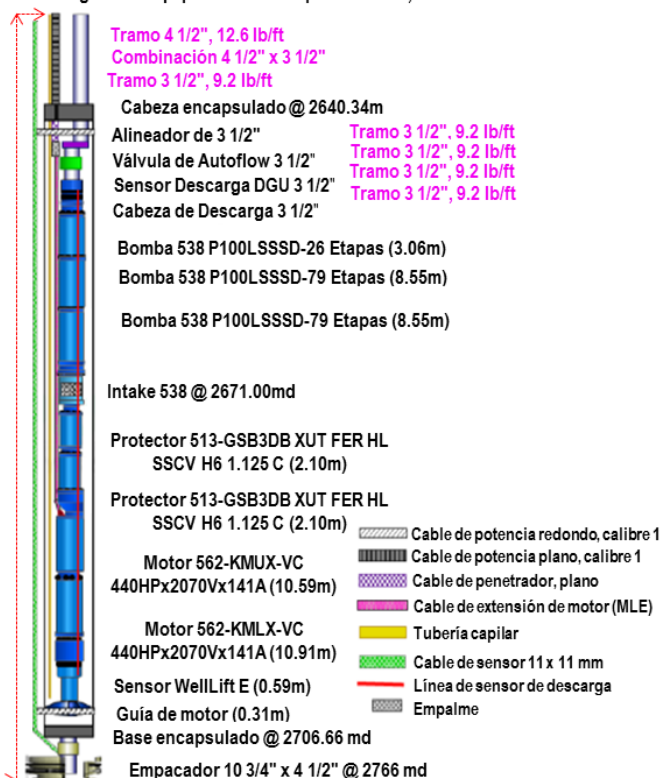 Tramo 4 1/2", 12.6 lb/ft
Combinación 4 1/2" x 3 1/2"
Tramo 3 1/2", 9.2 lb/ft
Cabeza encapsulado @ 2640.34m
Alineador de 3 1/2"
Tramo 3 1/2", 9.2 lb/ft
Válvula de Autoflow 3 1/2"
Tramo 3 1/2", 9.2 lb/ft
Sensor Descarga DGU 3 1/2"
Tramo 3 1/2", 9.2 lb/ft
Cabeza de Descarga 3 1/2"
Tramo 3 1/2", 9.2 lb/ft
Bomba 538 P100LSSSD-26 Etapas (3.06m)
Bomba 538 P100LSSSD-79 Etapas (8.55m)
Bomba 538 P100LSSSD-79 Etapas (8.55m)
Intake 538 @ 2671.00md
Protector 513-GSB3DB XUT FER HL
SSCV H6 1.125 C (2.10m)
Protector 513-GSB3DB XUT FER HL
SSCV H6 1.125 C (2.10m)
Motor 562-KMUX-VC
440HPx2070Vx141A (10.59m)
Motor 562-KMLX-VC
440HPx2070Vx141A (10.91m)
Sensor WellLift E (0.59m)
Guía de motor (0.31m)
Base encapsulado @ 2706.66 md
Empacador 10 3/4" x 4 1/2" @ 2766 md
Cable de potencia redondo, calibre 1
Cable de potencia plano, calibre 1
Cable de penetrador, plano
Cable de extensión de motor (MLE)
Tubería capilar
Cable de sensor 11 x 11 mm
Línea de sensor de descarga
Empalme